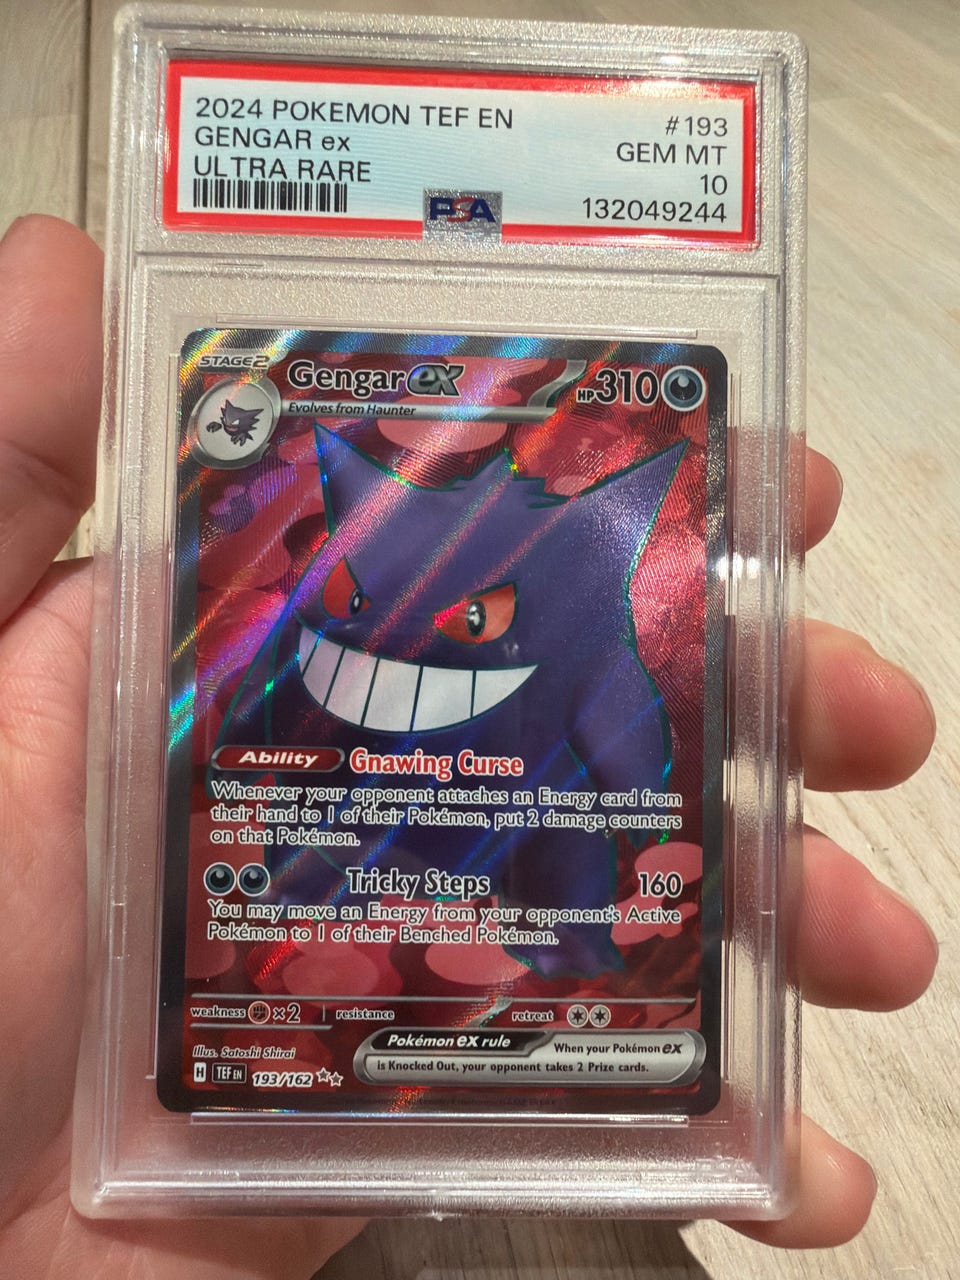 2024 POKEMON TEF EN
#193
GENGAR ex
GEM MT
ULTRA RARE
10
PSA
132049244
STAGE2
Gengar ex
HP 310
Evolves from Haunter
Ability Gnawing Curse
Whenever your opponent attaches an Energy card from
their hand to 1 of their Pokémon, put 2 damage counters
on that Pokémon.
Tricky Steps 160
You may move an Energy from your opponent's Active
Pokémon to 1 of their Benched Pokémon.
weakness ×2 resistance retreat
Pokémon ex rule When your Pokémon ex
is Knocked Out, your opponent takes 2 Prize cards.
Illus. Satoshi Shirai
H TEF EN 193/162